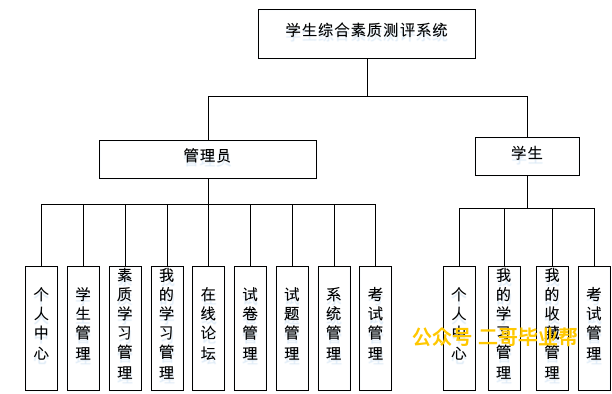 学生综合素质测评系统
管理员
学生
个人中心
学生管理
素质学习管理
我的学习管理
在线论坛
试卷管理
试题管理
系统管理
考试管理
个人中心
我的学习管理
我的收藏管理
考试管理
公众号 二哥毕业帮